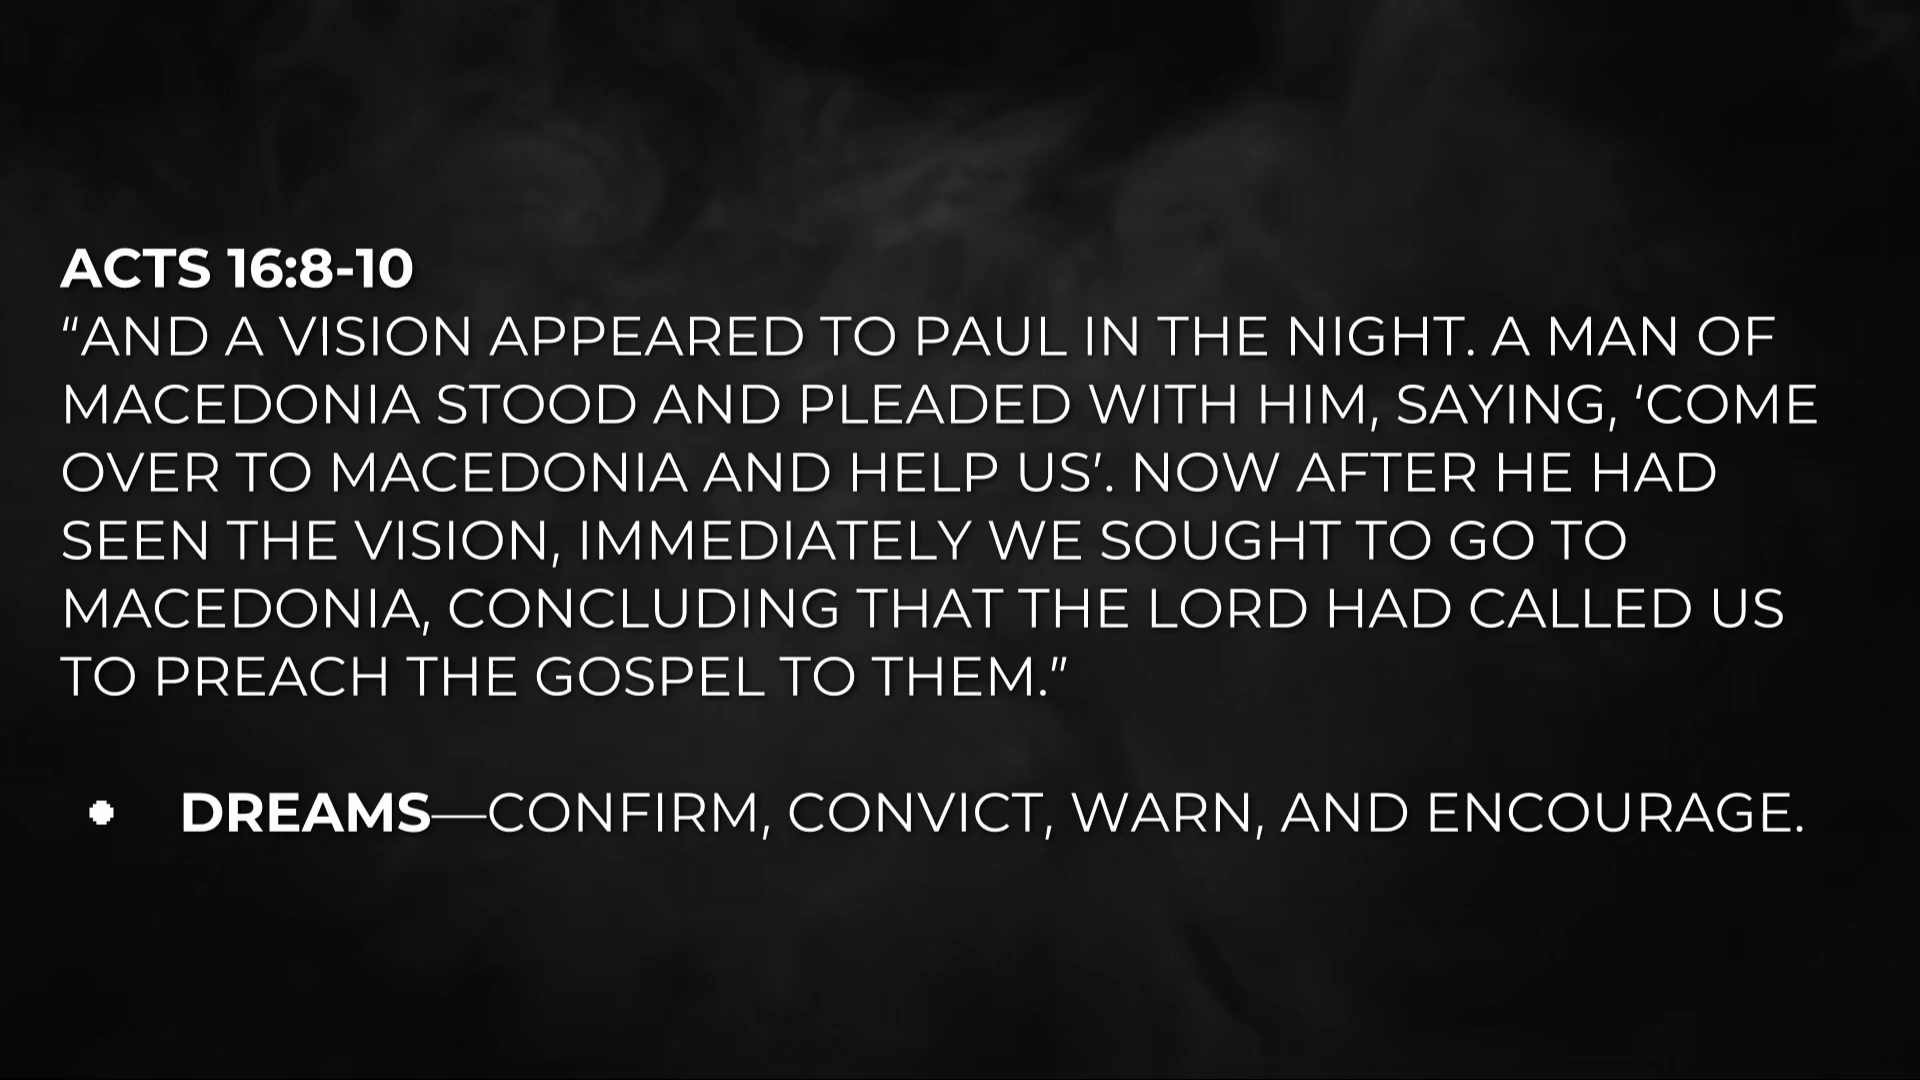 ACTS 16:8-10
“AND A VISION APPEARED TO PAUL IN THE NIGHT. A MAN OF
MACEDONIA STOOD AND PLEADED WITH HIM, SAYING, ‘COME
OVER TO MACEDONIA AND HELP US’. NOW AFTER HE HAD
SEEN THE VISION, IMMEDIATELY WE SOUGHT TO GO TO
MACEDONIA, CONCLUDING THAT THE LORD HAD CALLED US
TO PREACH THE GOSPEL TO THEM.”
• DREAMS—CONFIRM, CONVICT, WARN, AND ENCOURAGE.